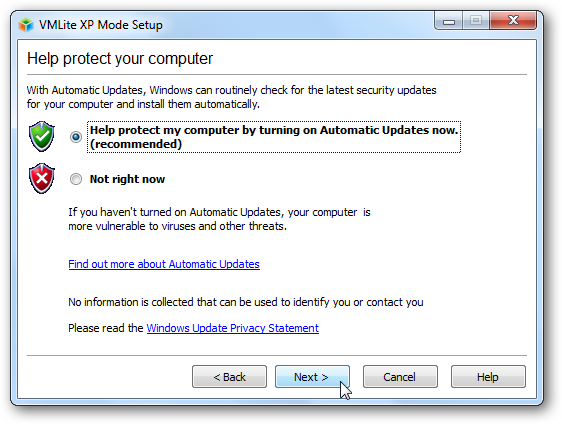 VMLite XP Mode Setup
Help protect your computer
With Automatic Updates, Windows can routinely check for the latest security updates
for your computer and install them automatically.
Help protect my computer by turning on Automatic Updates now.
(recommended)
Not right now
If you haven't turned on Automatic Updates, your computer is
more vulnerable to viruses and other threats.
Find out more about Automatic Updates
No information is collected that can be used to identify you or contact you
Please read the Windows Update Privacy Statement
< Back Next > Cancel Help